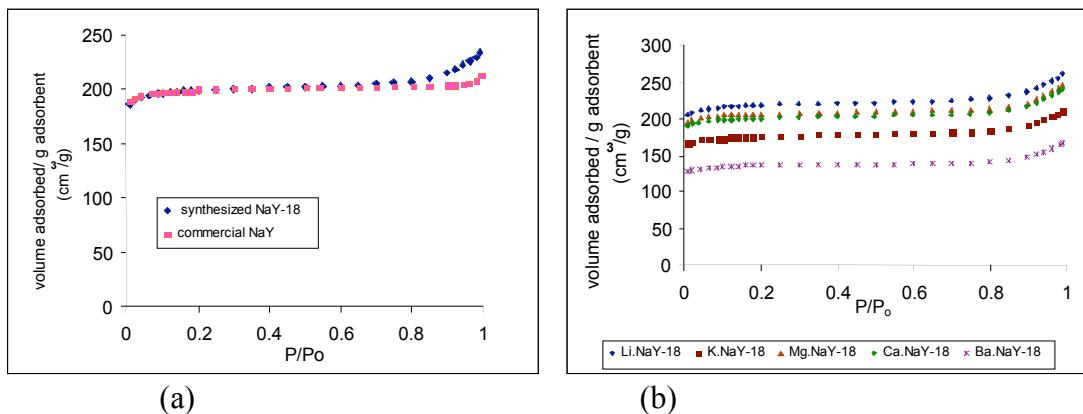 volume adsorbed/ g adsorbent
(cm³/g)
250
200
150
100
50
0
synthesized NaY-18
commercial NaY
0
0.2
0.4
0.6
0.8
1
P/Po
(a)
volume adsorbed / g adsorbent
(cm³/g)
300
250
200
150
100
50
0
0
0.2
0.4
0.6
0.8
1
P/Pₒ
Li.NaY-18
K.NaY-18
Mg.NaY-18
Ca.NaY-18
Ba.NaY-18
(b)